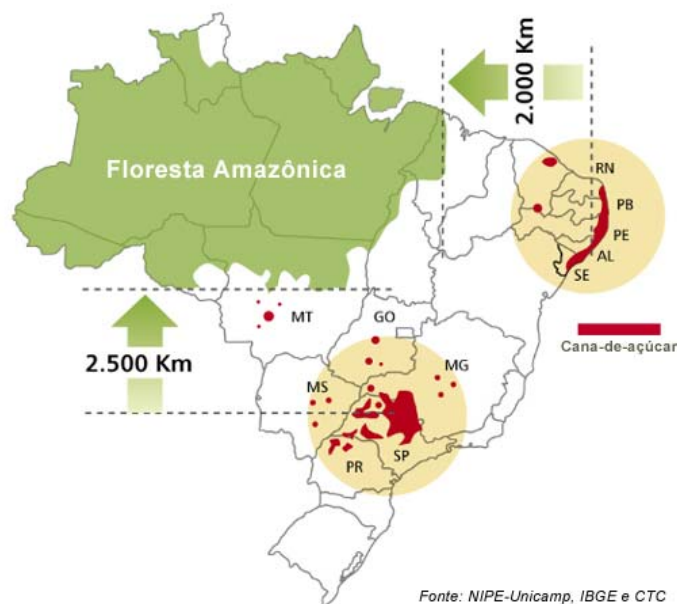 2.000 Km
Floresta Amazônica
RN
PB
PE
AL
SE
MT
GO
Cana-de-açúcar
2.500 Km
MS
MG
PR
SP
Fonte: NIPE-Unicamp, IBGE e CTC